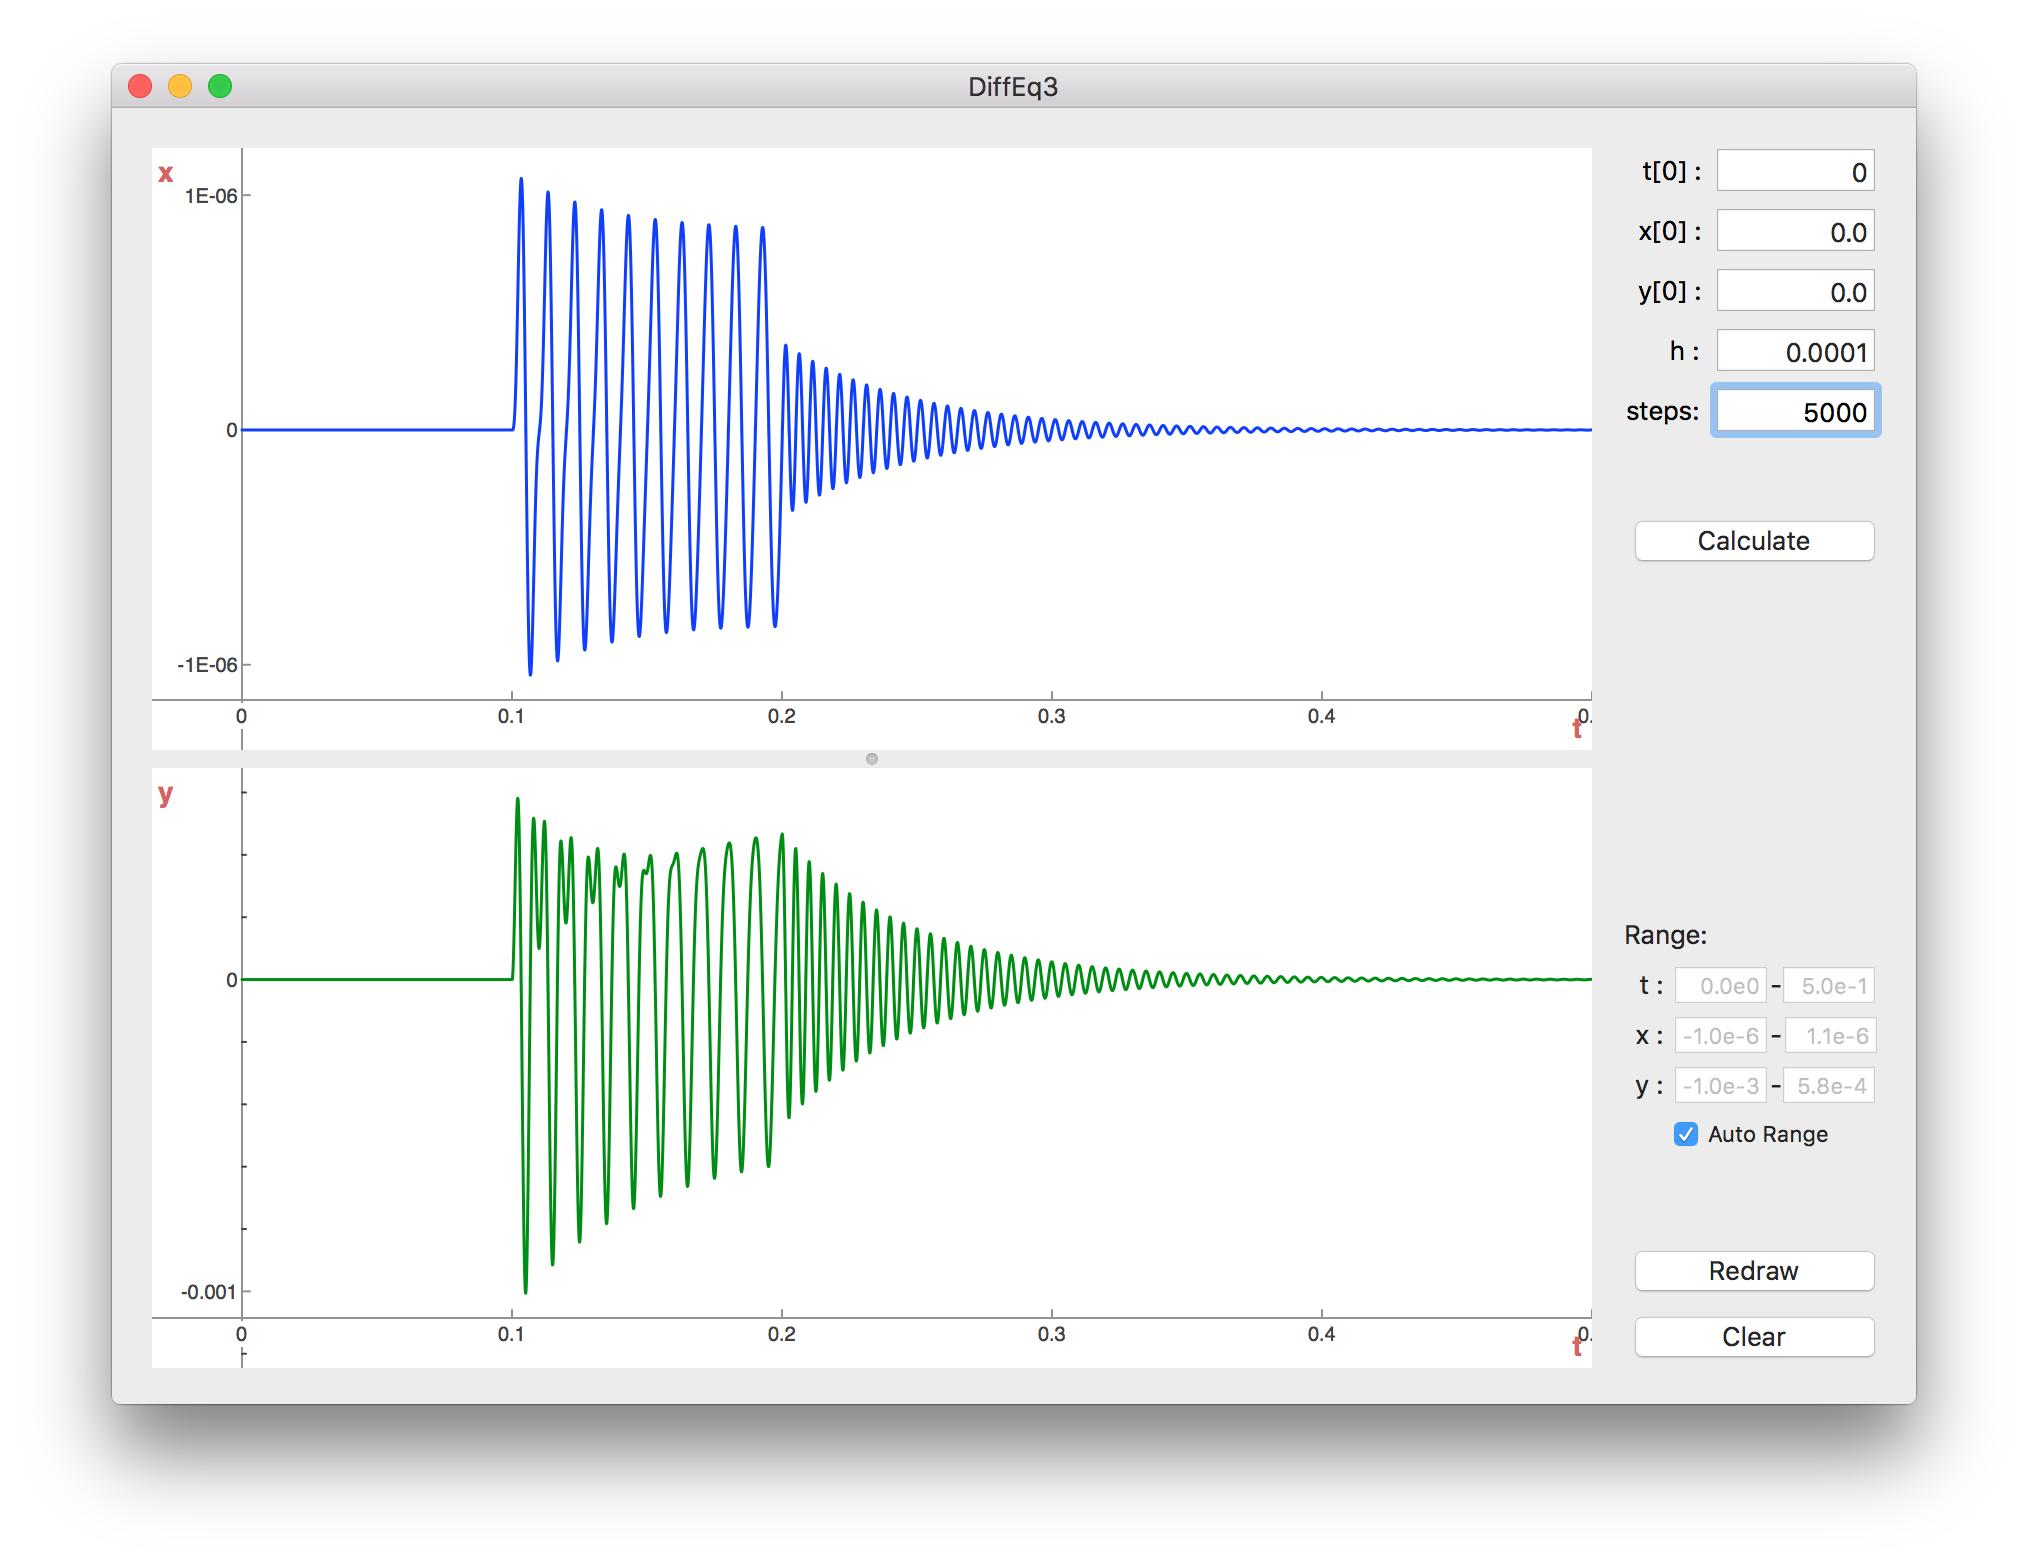 DiffEq3
x
1E-06
0
-1E-06
0 0.1 0.2 0.3 0.4 0.
t
y
0
-0.001
0 0.1 0.2 0.3 0.4 0.
t
t[0] : 0
x[0] : 0.0
y[0] : 0.0
h : 0.0001
steps: 5000
Calculate
Range:
t : 0.0e0 - 5.0e-1
x : -1.0e-6 - 1.1e-6
y : -1.0e-3 - 5.8e-4
Auto Range
Redraw
Clear